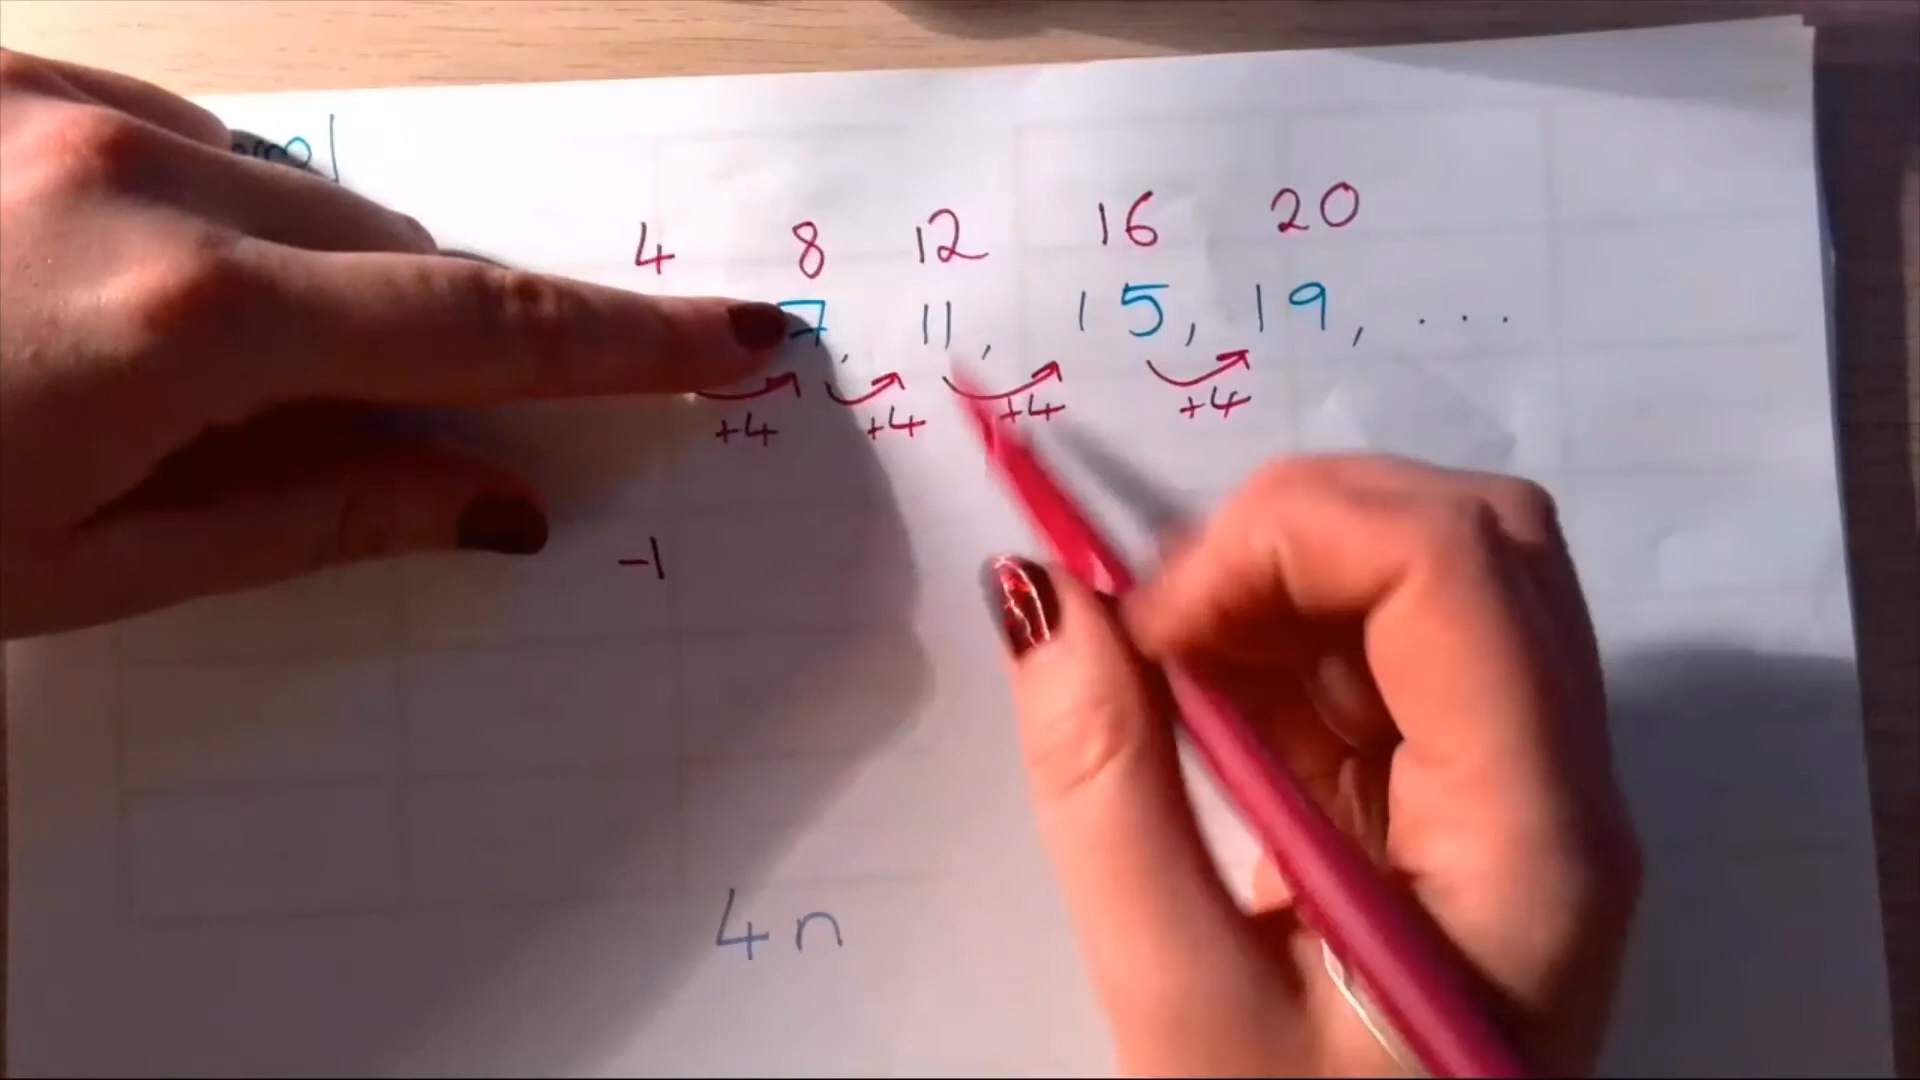 4 8 12 16 20
7, 11, 15, 19, ...
+4 +4 +4 +4
-1
4n